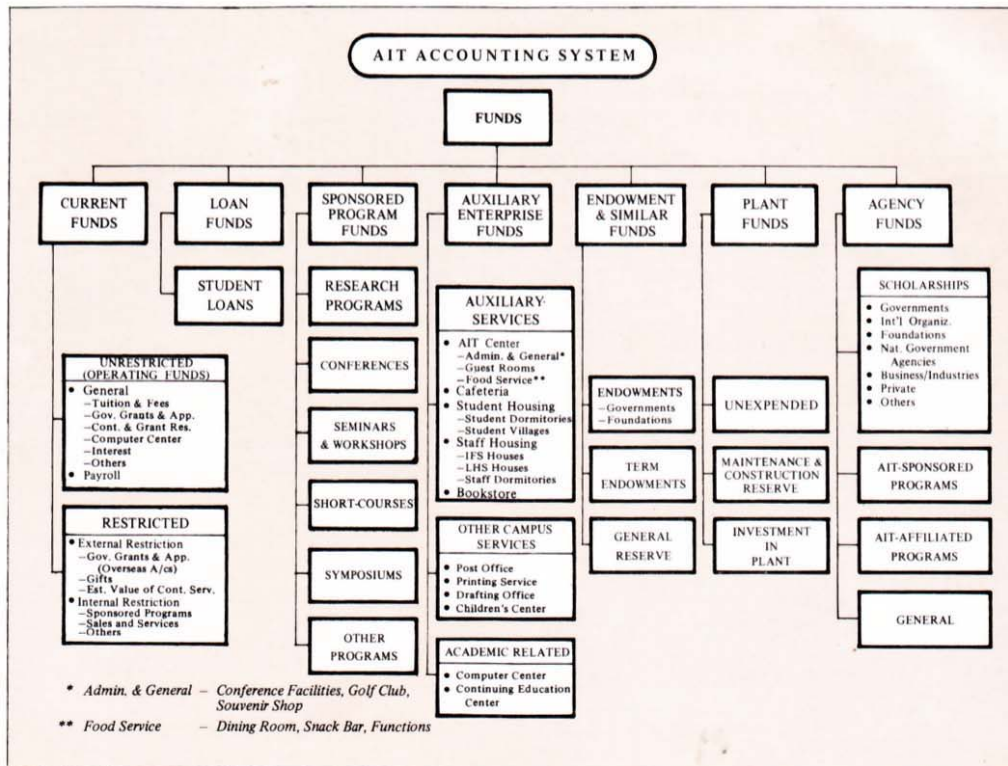 AIT ACCOUNTING SYSTEM
FUNDS
CURRENT
FUNDS
LOAN
FUNDS
SPONSORED
PROGRAM
FUNDS
AUXILIARY
ENTERPRISE
FUNDS
ENDOWMENT
& SIMILAR
FUNDS
PLANT
FUNDS
AGENCY
FUNDS
UNRESTRICTED
(OPERATING FUNDS)
• General
–Tuition & Fees
–Gov. Grants & App.
–Cont. & Grant Res.
–Computer Center
–Interest
–Others
• Payroll
RESTRICTED
• External Restriction
–Gov. Grants & App.
(Overseas A/cs)
–Gifts
–Est. Value of Cont. Serv.
• Internal Restriction
–Sponsored Programs
–Sales and Services
–Others
STUDENT
LOANS
RESEARCH
PROGRAMS
CONFERENCES
SEMINARS
& WORKSHOPS
SHORT-COURSES
SYMPOSIUMS
OTHER
PROGRAMS
AUXILIARY-
SERVICES
• AIT Center
–Admin. & General*
–Guest Rooms
–Food Service**
• Cafeteria
• Student Housing
–Student Dormitories
–Student Villages
• Staff Housing
–IFS Houses
–LHS Houses
–Staff Dormitories
• Bookstore
OTHER CAMPUS
SERVICES
• Post Office
• Printing Service
• Drafting Office
• Children's Center
ACADEMIC RELATED
• Computer Center
• Continuing Education
Center
ENDOWMENTS
–Governments
–Foundations
TERM
ENDOWMENTS
GENERAL
RESERVE
UNEXPENDED
MAINTENANCE &
CONSTRUCTION
RESERVE
INVESTMENT
IN
PLANT
SCHOLARSHIPS
• Governments
• Int'l Organiz.
• Foundations
• Nat. Government
Agencies
• Business/Industries
• Private
• Others
AIT-SPONSORED
PROGRAMS
AIT-AFFILIATED
PROGRAMS
GENERAL
* Admin. & General – Conference Facilities, Golf Club,
Souvenir Shop
** Food Service – Dining Room, Snack Bar, Functions